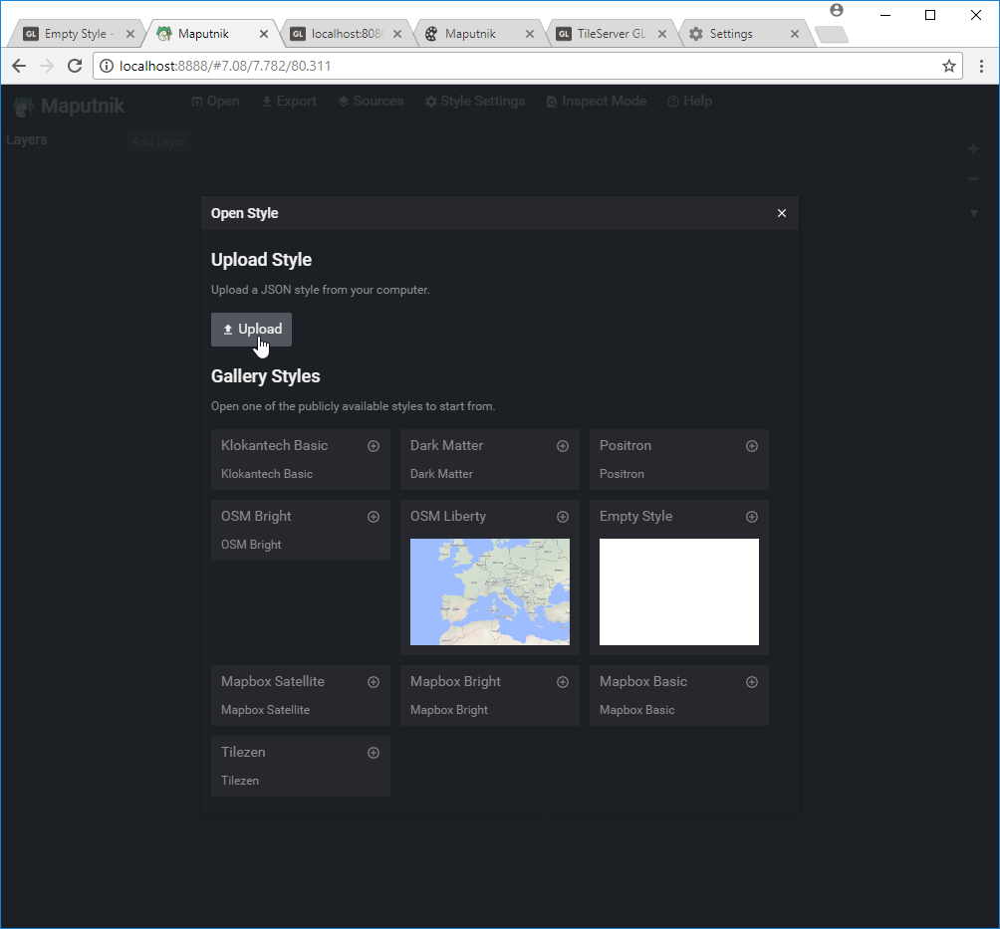 Empty Style - Maputnik localhost:808 Maputnik TileServer GL Settings
localhost:8888/#7.08/7.782/80.311
Maputnik Open Export Sources Style Settings Inspect Mode Help
Layers Add Layer
Open Style
Upload Style
Upload a JSON style from your computer.
Upload
Gallery Styles
Open one of the publicly available styles to start from.
Klokantech Basic Dark Matter Positron
Klokantech Basic Dark Matter Positron
OSM Bright OSM Liberty Empty Style
OSM Bright
Mapbox Satellite Mapbox Bright Mapbox Basic
Mapbox Satellite Mapbox Bright Mapbox Basic
Tilezen
Tilezen